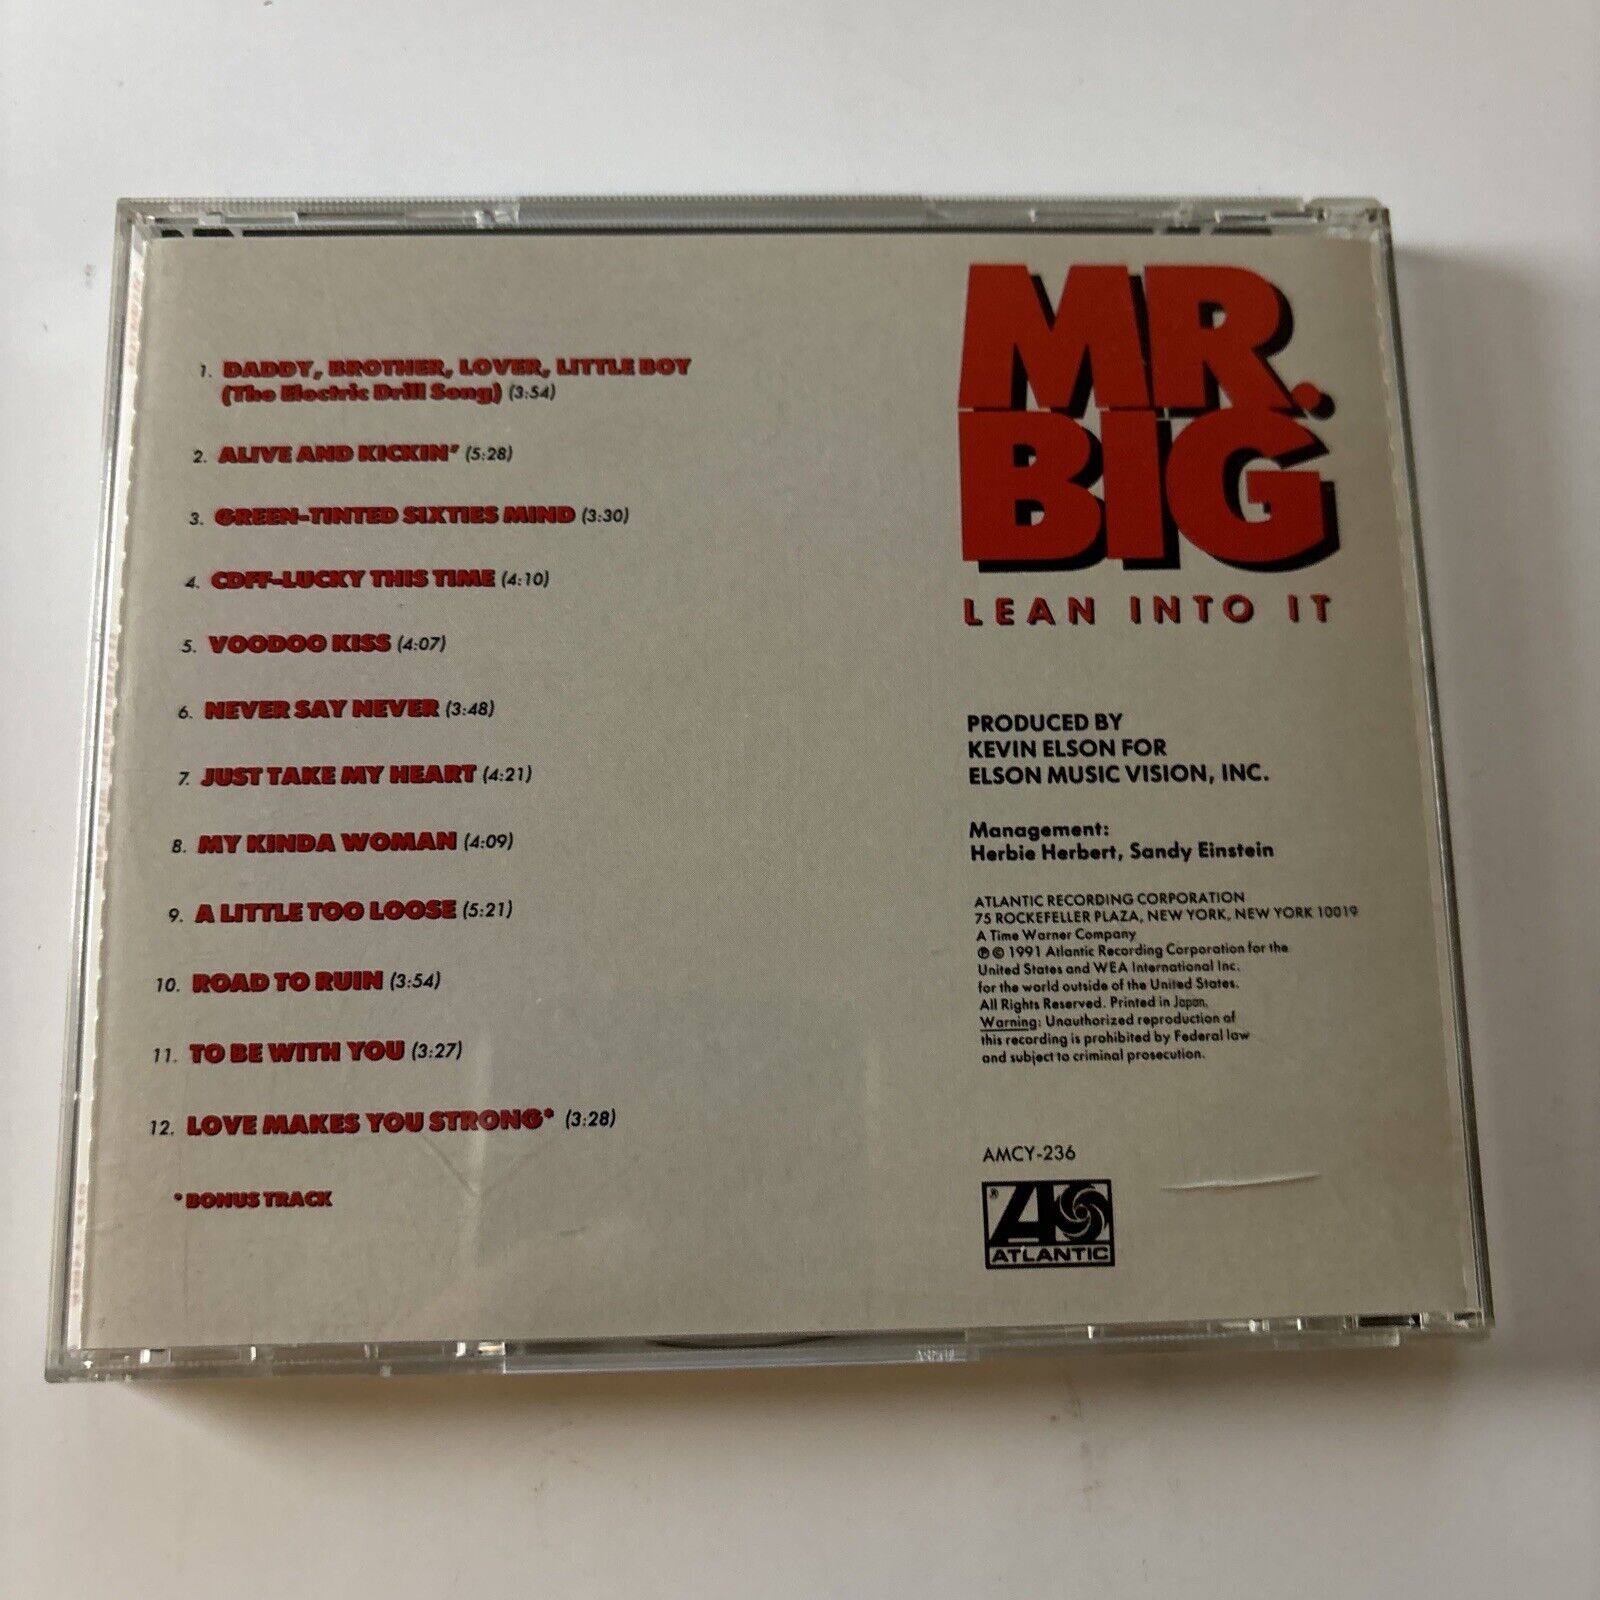 1. DADDY, BROTHER, LOVER, LITTLE BOY
(The Electric Drill Song) (3:54)
2. ALIVE AND KICKIN' (5:28)
3. GREEN-TINTED SIXTIES MIND (3:30)
4. CDFF-LUCKY THIS TIME (4:10)
5. VOODOO KISS (4:07)
6. NEVER SAY NEVER (3:48)
7. JUST TAKE MY HEART (4:21)
8. MY KINDA WOMAN (4:09)
9. A LITTLE TOO LOOSE (5:21)
10. ROAD TO RUIN (3:54)
11. TO BE WITH YOU (3:27)
12. LOVE MAKES YOU STRONG* (3:28)
*BONUS TRACK
MR.
BIG
LEAN INTO IT
PRODUCED BY
KEVIN ELSON FOR
ELSON MUSIC VISION, INC.
Management:
Herbie Herbert, Sandy Einstein
ATLANTIC RECORDING CORPORATION
75 ROCKEFELLER PLAZA, NEW YORK, NEW YORK 10019
A Time Warner Company
℗ © 1991 Atlantic Recording Corporation for the
United States and WEA International Inc.
for the world outside of the United States.
All Rights Reserved. Printed in Japan.
Warning: Unauthorized reproduction of
this recording is prohibited by Federal law
and subject to criminal prosecution.
AMCY-236
®
ATLANTIC